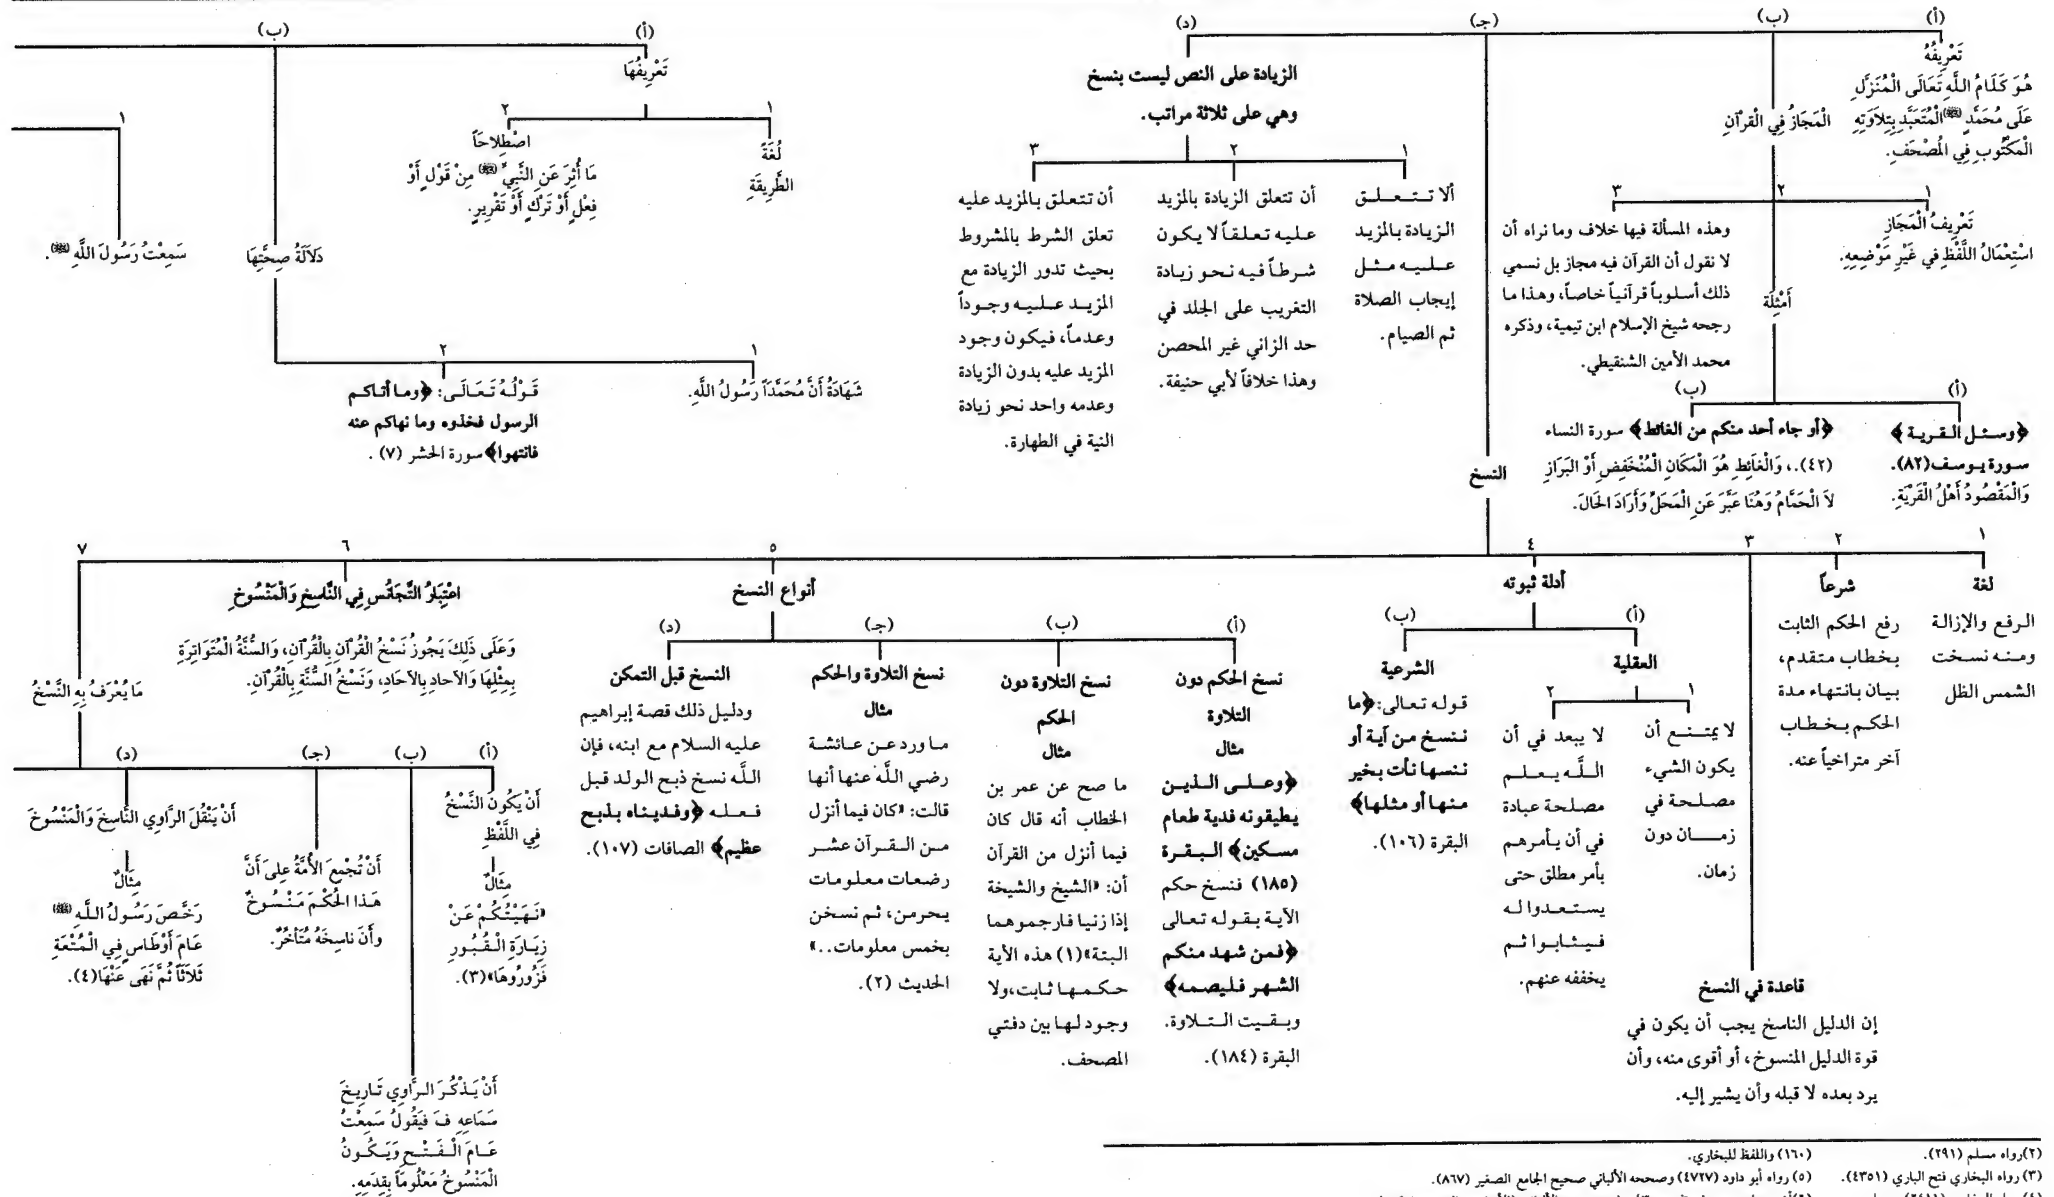 (أ)
تَعْرِيفُهُ
هُوَ كَلَامُ اللَّهِ تَعَالَى الْمُنَزَّلِ
عَلَى مُحَمَّدٍ ﷺ الْمُتَعَبَّدِ بِتِلَاوَتِهِ
الْمَكْتُوبِ فِي الْمُصْحَفِ.
(ب)
الْمَجَازُ فِي الْقُرْآنِ
١
تَعْرِيفُ الْمَجَازِ
اسْتِعْمَالُ اللَّفْظِ فِي غَيْرِ مَوْضِعِهِ.
٢
أَمْثِلَة
(أ)
﴿وسئل القرية﴾
سورة يوسف (٨٢).
وَالْمَقْصُودُ أَهْلُ الْقَرْيَةِ.
(ب)
﴿أو جاء أحد منكم من الغائط﴾ سورة النساء
(٤٢)،. وَالْغَائِطِ هُوَ الْمَكَانِ الْمُنْخَفِضِ أَوْ الْبَرَازِ
لاَ الْحَمَّامُ وَهُنَا عَبَّرَ عَنِ الْمَحَلِّ وَأَرَادَ الحَالَ.
٣
وهذه المسألة فيها خلاف وما نراه أن
لا نقول أن القرآن فيه مجاز بل نسمي
ذلك أسلوباً قرآنياً خاصاً، وهذا ما
رجحه شيخ الإسلام ابن تيمية، وذكره
محمد الأمين الشنقيطي.
(جـ)
النسخ
(د)
الزيادة على النص ليست بنسخ
وهي على ثلاثة مراتب.
١
ألا تتعلق
الزيادة بالمزيد
عليه مثل
إيجاب الصلاة
ثم الصيام.
٢
أن تتعلق الزيادة بالمزيد
عليه تعلقاً لا يكون
شرطاً فيه نحو زيادة
التغريب على الجلد في
حد الزاني غير المحصن
وهذا خلافاً لأبي حنيفة.
٣
أن تتعلق بالمزيد عليه
تعلق الشرط بالمشروط
بحيث تدور الزيادة مع
المزيد عليه وجوداً
وعدماً، فيكون وجود
المزيد عليه بدون الزيادة
وعدمه واحد نحو زيادة
النية في الطهارة.
(أ)
تَعْرِيفُهَا
١
لُغَةً
الطَّرِيقَةِ
٢
اصْطِلاحَاً
مَا أُثِرَ عَنِ النَّبِيِّ ﷺ مِنْ قَوْلٍ أَوْ
فِعْلٍ أَوْ تَرْكٍ أَوْ تَقْرِيرٍ.
(ب)
دَلاَلَةُ صِحَّتِهَا
١
شَهَادَةُ أَنَّ مُحَمَّدَاً رَسُولُ اللَّهِ.
٢
قَوْلُهُ تَعَالَى: ﴿وما أتاكم
الرسول فخذوه وما نهاكم عنه
فانتهوا﴾ سورة الحشر (٧) .
١
سَمِعْتُ رَسُولَ اللَّهِ ﷺ.
١
لغة
الرفع والإزالة
ومنه نسخت
الشمس الظل
٢
شرعاً
رفع الحكم الثابت
بخطاب متقدم،
بيان بانتهاء مدة
الحكم بخطاب
آخر متراخياً عنه.
٣
قاعدة في النسخ
إن الدليل الناسخ يجب أن يكون في
قوة الدليل المنسوخ، أو أقوى منه، وأن
يرد بعده لا قبله وأن يشير إليه.
٤
أدلة ثبوته
(أ)
العقلية
١
لا يمتنع أن
يكون الشيء
مصلحة في
زمان دون
زمان.
٢
لا يبعد في أن
اللَّه يعلم
مصلحة عبادة
في أن يأمرهم
بأمر مطلق حتى
يستعدوا له
فيثابوا ثم
يخففه عنهم.
(ب)
الشرعية
قوله تعالى: ﴿ما
ننسخ من آية أو
ننسها نأت بخير
منها أو مثلها﴾
البقرة (١٠٦).
٥
أنواع النسخ
(أ)
نسخ الحكم دون
التلاوة
مثال
﴿وعلى الذين
يطيقونه فدية طعام
مسكين﴾ البقرة
(١٨٥) فنسخ حكم
الآية بقوله تعالى
﴿فمن شهد منكم
الشهر فليصمه﴾
وبقيت التلاوة.
البقرة (١٨٤).
(ب)
نسخ التلاوة دون
الحكم
مثال
ما صح عن عمر بن
الخطاب أنه قال كان
فيما أنزل من القرآن
أن: «الشيخ والشيخة
إذا زنيا فارجموهما
البتة»(١) هذه الأية
حكمها ثابت،ولا
وجود لها بين دفتي
المصحف.
(جـ)
نسخ التلاوة والحكم
مثال
ما ورد عن عائشة
رضي اللَّه عنها أنها
قالت: «كان فيما أنزل
من القرآن عشر
رضعات معلومات
يحرمن، ثم نسخن
بخمس معلومات..»
الحديث (٢).
(د)
النسخ قبل التمكن
ودليل ذلك قصة إبراهيم
عليه السلام مع ابنه، فإن
اللَّه نسخ ذبح الولد قبل
فعله ﴿وفديناه بذبح
عظيم﴾ الصافات (١٠٧).
٦
اعْتِبَارُ التَّجَانُسِ فِي النَّاسِخِ وَالْمَنْسُوخِ
وَعَلَى ذَلِكَ يَجُوزُ نَسْخُ الْقُرْآنِ بِالْقُرْآنِ، وَالسُّنَّةُ الْمُتَوَاتِرَةِ
بِمِثْلِهَا وَالآحادِ بِالآحَادِ، وَنَسْخُ السُّنَّةِ بِالْقُرْآنِ.
٧
مَا يُعْرَفُ بِهِ النَّسْخُ
(أ)
أَنْ يَكُونَ النَّسْخُ
فِي اللَّفْظِ
مِثَالٌ
«نَهَيْتُكُمْ عَنْ
زِيَارَةِ الْقُبُورِ
فَزُورُوهَا»(٣).
(ب)
أَنْ يَذْكُرَ الرَّاوِي تَارِيخَ
سَمَاعِهِ فَ فَيَقُولُ سَمِعْتُ
عَامَ الْفَتْحِ وَيَكُونُ
الْمَنْسُوخُ مَعْلُومَاً بِقِدَمِهِ.
(جـ)
أَنْ تُجْمِعَ الأُمَّةُ عِلىَ أَنَّ
هَذا الحُكْمَ مَنْسُوخٌ
وأنَ ناسِخَهُ مُتَأَخِّرٌ.
(د)
أَنْ يَنْقُلَ الرَّاوِي النَّاسِخَ وَالْمَنْسُوخَ
مِثَالٌ
رَخَّصَ رَسُولُ اللَّهِ ﷺ
عَامَ أَوْطَاسٍ فِي الْمُتْعَةِ
ثَلاَثَاً ثُمَّ نَهَى عَنْهَا(٤).
(١٦٠) واللفظ للبخاري.
(٢)رواه مسلم (٢٩١).
(٣) رواه البخاري فتح الباري (٤٣٥١).
(٥) رواه أبو داود (٤٧٢٧) وصححه الألباني صحيح الجامع الصغير (٨٦٧).